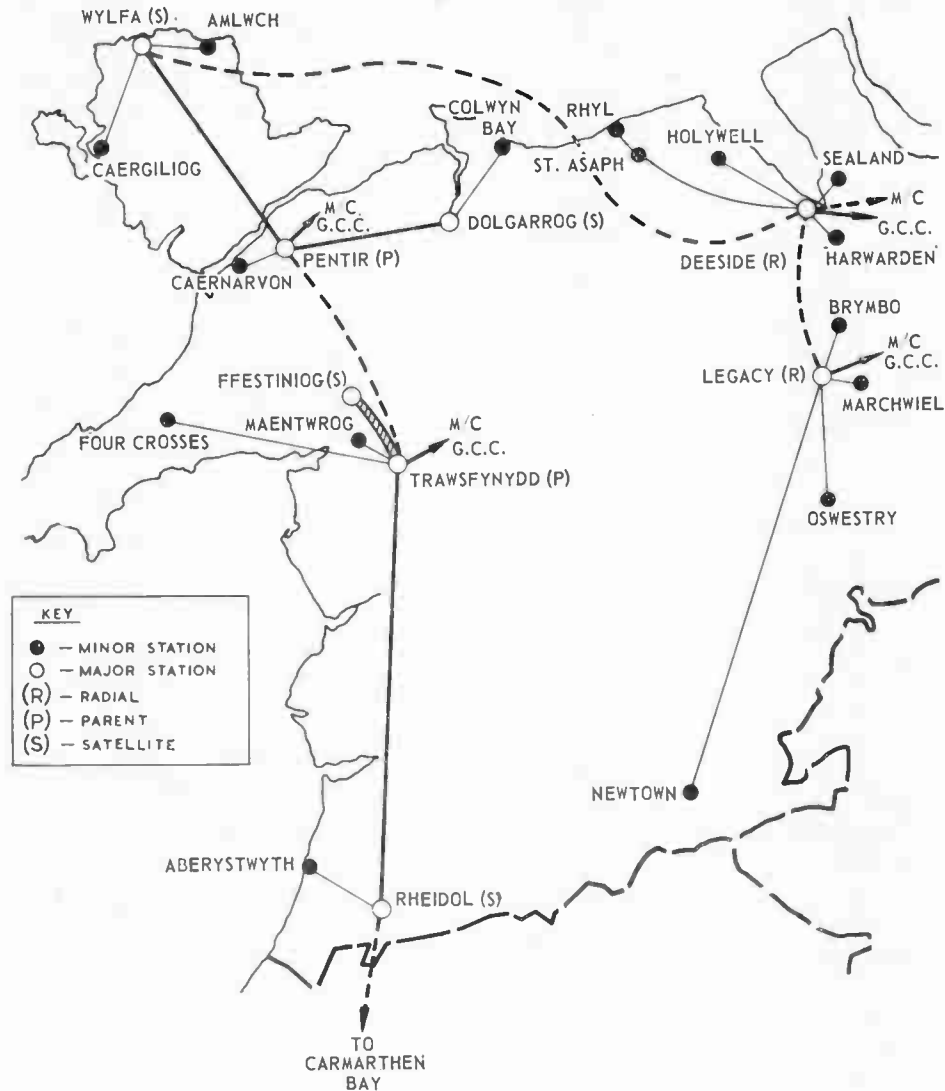 WYLFA (S)
AMLWCH
CAERGILIOG
COLWYN
BAY
RHYL
ST. ASAPH
HOLYWELL
SEALAND
M/C
G.C.C.
HARWARDEN
DEESIDE (R)
DOLGARROG (S)
M/C
G.C.C.
PENTIR (P)
CAERNARVON
BRYMBO
M/C
G.C.C.
LEGACY (R)
MARCHWIEL
FFESTINIOG(S)
MAENTWROG
FOUR CROSSES
M/C
G.C.C.
TRAWSFYNYDD (P)
OSWESTRY
KEY
– MINOR STATION
– MAJOR STATION
(R) – RADIAL
(P) – PARENT
(S) – SATELLITE
NEWTOWN
ABERYSTWYTH
RHEIDOL (S)
TO
CARMARTHEN
BAY